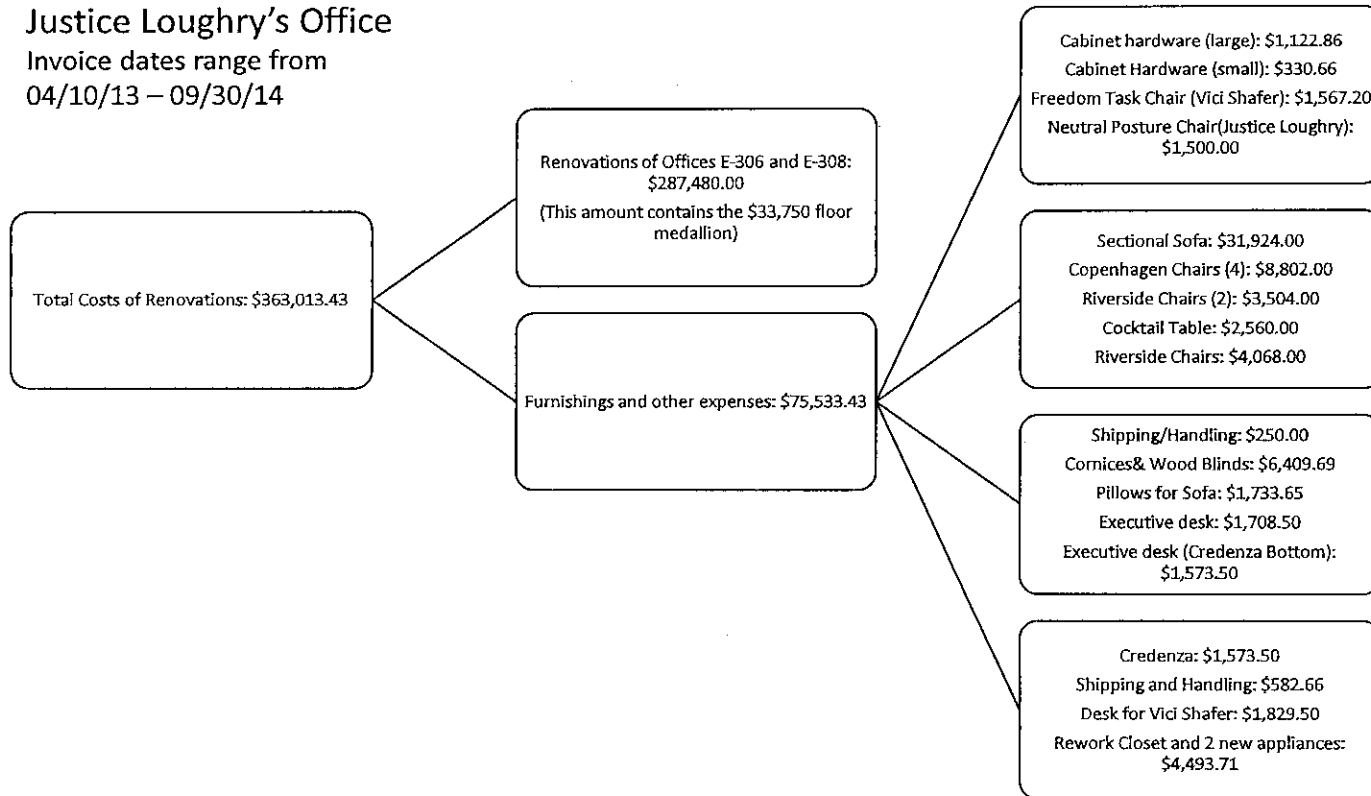 Justice Loughry's Office
Invoice dates range from
04/10/13 – 09/30/14
Total Costs of Renovations: $363,013.43
Renovations of Offices E-306 and E-308:
$287,480.00
(This amount contains the $33,750 floor
medallion)
Furnishings and other expenses: $75,533.43
Cabinet hardware (large): $1,122.86
Cabinet Hardware (small): $330.66
Freedom Task Chair (Vici Shafer): $1,567.20
Neutral Posture Chair(Justice Loughry):
$1,500.00
Sectional Sofa: $31,924.00
Copenhagen Chairs (4): $8,802.00
Riverside Chairs (2): $3,504.00
Cocktail Table: $2,560.00
Riverside Chairs: $4,068.00
Shipping/Handling: $250.00
Cornices& Wood Blinds: $6,409.69
Pillows for Sofa: $1,733.65
Executive desk: $1,708.50
Executive desk (Credenza Bottom):
$1,573.50
Credenza: $1,573.50
Shipping and Handling: $582.66
Desk for Vici Shafer: $1,829.50
Rework Closet and 2 new appliances:
$4,493.71